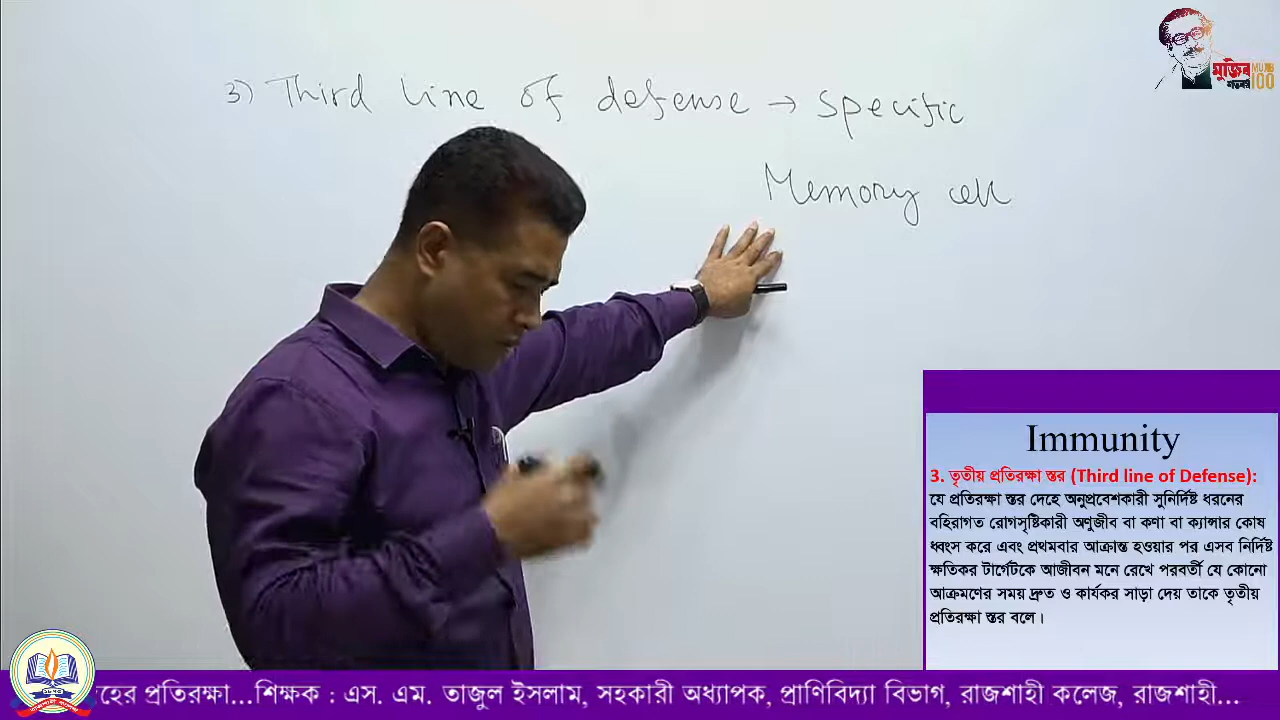 3) Third line of defense → specific
Memory cell
মুজিব MUJIB
শতবর্ষ 100
Immunity
3. তৃতীয় প্রতিরক্ষা স্তর (Third line of Defense):
যে প্রতিরক্ষা স্তর দেহে অনুপ্রবেশকারী সুনির্দিষ্ট ধরনের
বহিরাগত রোগসৃষ্টিকারী অণুজীব বা কণা বা ক্যান্সার কোষ
ধ্বংস করে এবং প্রথমবার আক্রান্ত হওয়ার পর এসব নির্দিষ্ট
ক্ষতিকর টার্গেটকে আজীবন মনে রেখে পরবর্তী যে কোনো
আক্রমণের সময় দ্রুত ও কার্যকর সাড়া দেয় তাকে তৃতীয়
প্রতিরক্ষা স্তর বলে।
হের প্রতিরক্ষা...শিক্ষক : এস. এম. তাজুল ইসলাম, সহকারী অধ্যাপক, প্রাণিবিদ্যা বিভাগ, রাজশাহী কলেজ, রাজশাহী...